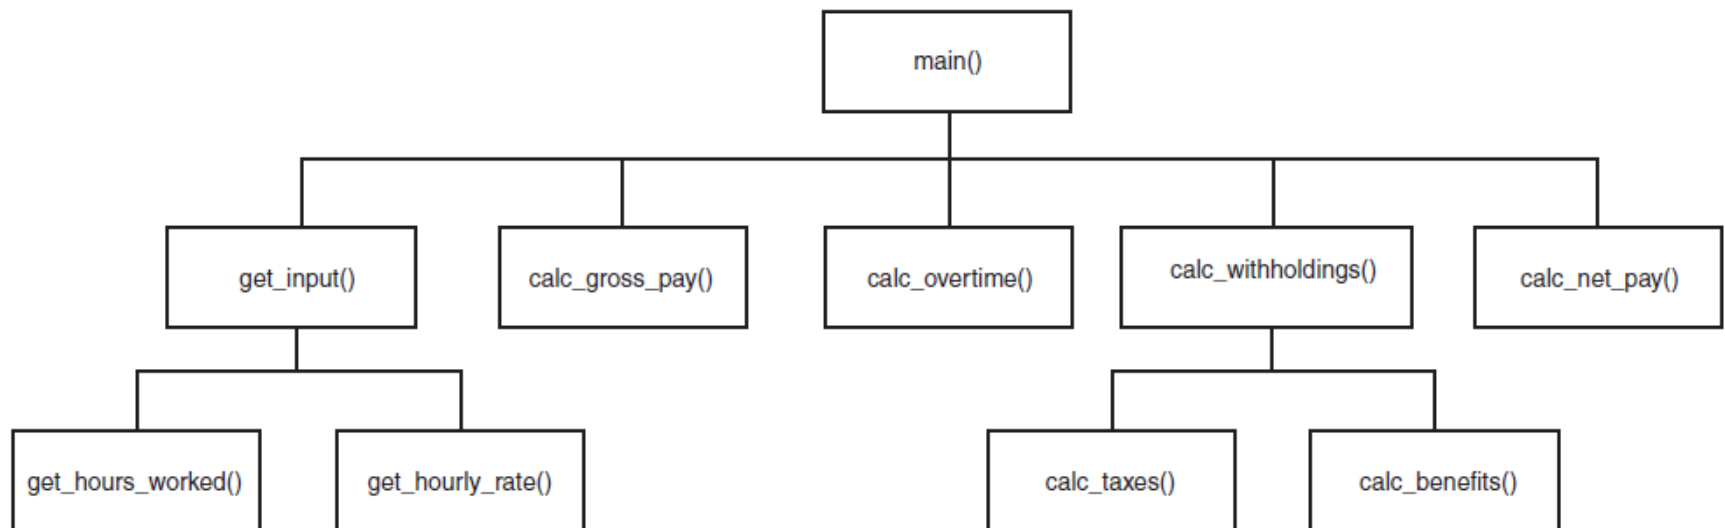 main()
get_input()
calc_gross_pay()
calc_overtime()
calc_withholdings()
calc_net_pay()
get_hours_worked()
get_hourly_rate()
calc_taxes()
calc_benefits()